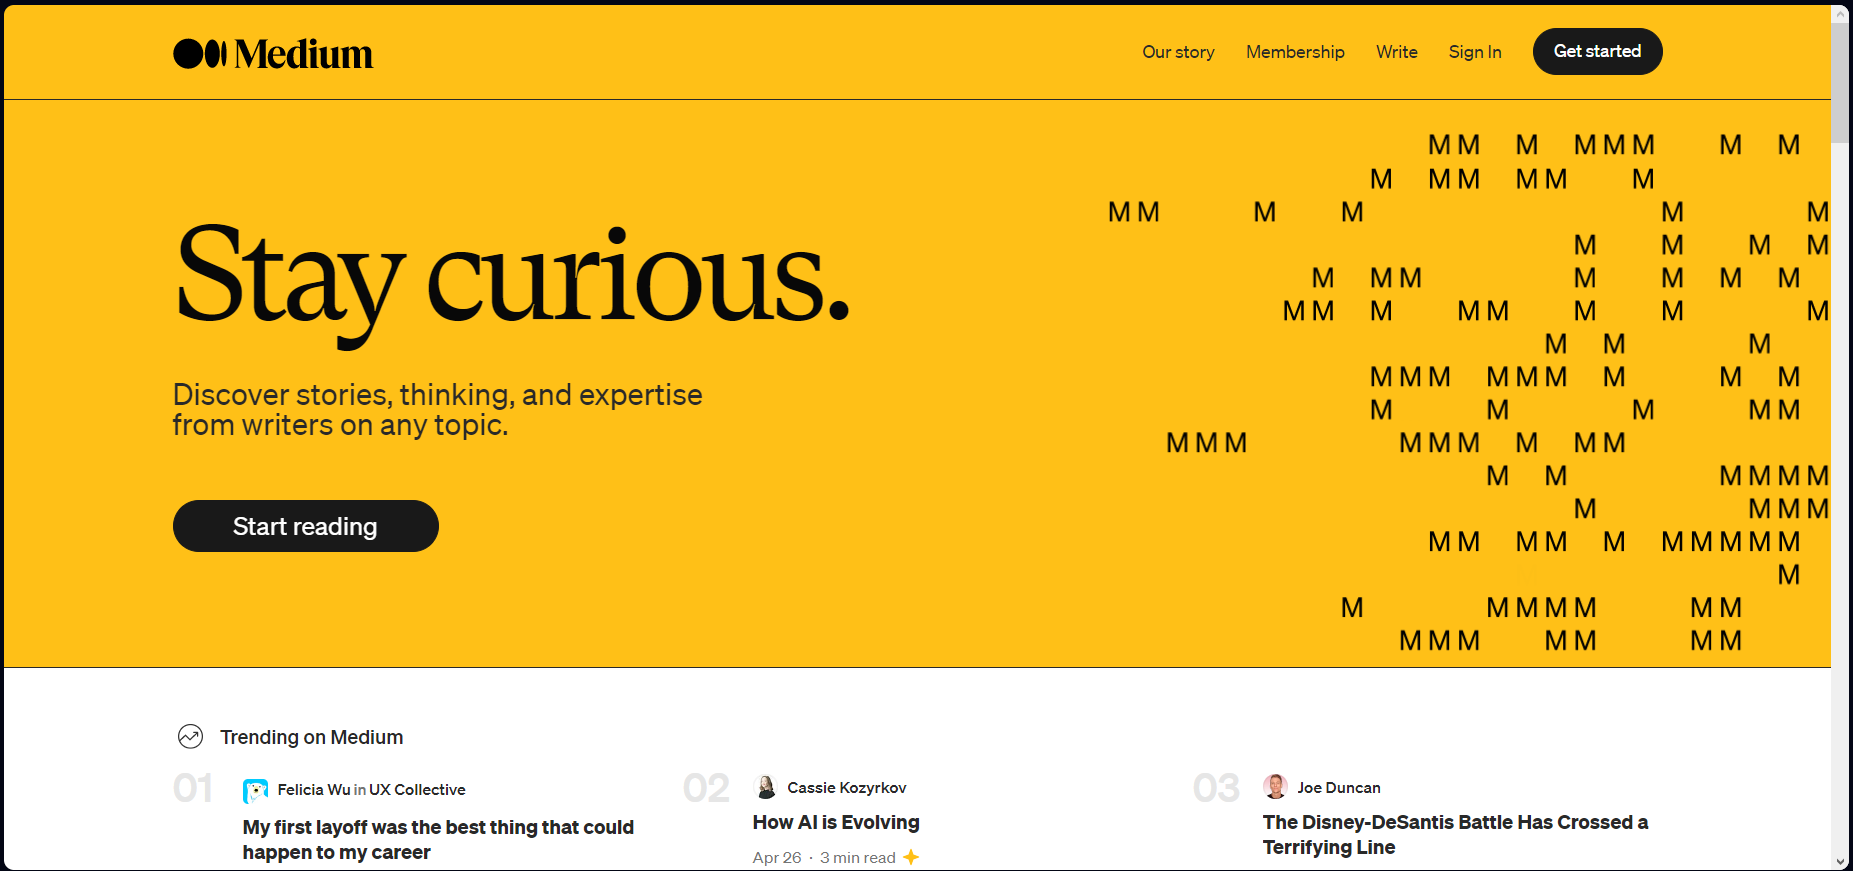 Medium
Our story Membership Write Sign In Get started
M M M M M M M M
M M M M M M
M M M M M M
M M M M
M M M M M M M
M M M M M M M M
M M M
M M M M M M M M M
M M M M M
M M M M M M M M M
M M M M M M
M M M M
M M M M M M M M M M
M
M M M M M M M
M M M M M M M
Stay curious.
Discover stories, thinking, and expertise
from writers on any topic.
Start reading
Trending on Medium
01
Felicia Wu in UX Collective
My first layoff was the best thing that could
happen to my career
02
Cassie Kozyrkov
How AI is Evolving
Apr 26 · 3 min read
03
Joe Duncan
The Disney-DeSantis Battle Has Crossed a
Terrifying Line